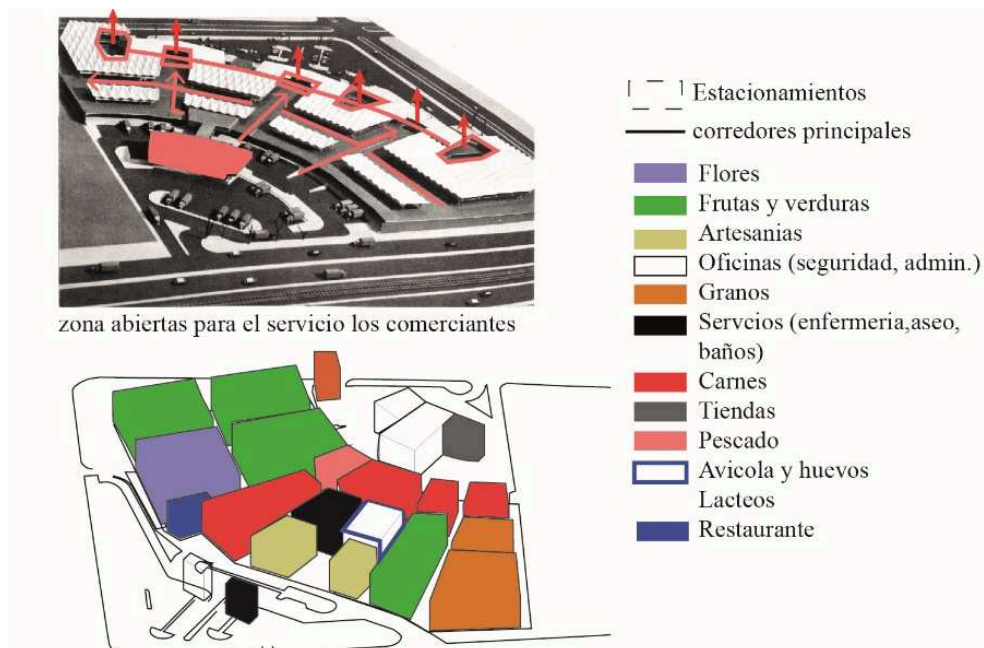 zona abiertas para el servicio los comerciantes
Estacionamientos
corredores principales
Flores
Frutas y verduras
Artesanias
Oficinas (seguridad, admin.)
Granos
Servcios (enfermeria,aseo,
baños)
Carnes
Tiendas
Pescado
Avicola y huevos
Lacteos
Restaurante